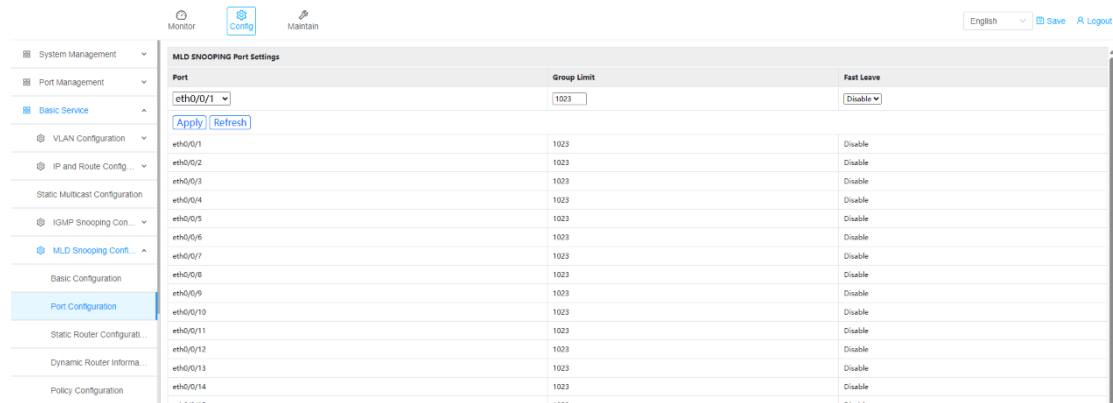 Monitor Config Maintain English Save Logout
System Management
Port Management
Basic Service
VLAN Configuration
IP and Route Config...
Static Multicast Configuration
IGMP Snooping Con...
MLD Snooping Confi...
Basic Configuration
Port Configuration
Static Router Configurati...
Dynamic Router Informa...
Policy Configuration
MLD SNOOPING Port Settings
Port Group Limit Fast Leave
eth0/0/1 1023 Disable
Apply Refresh
eth0/0/1 1023 Disable
eth0/0/2 1023 Disable
eth0/0/3 1023 Disable
eth0/0/4 1023 Disable
eth0/0/5 1023 Disable
eth0/0/6 1023 Disable
eth0/0/7 1023 Disable
eth0/0/8 1023 Disable
eth0/0/9 1023 Disable
eth0/0/10 1023 Disable
eth0/0/11 1023 Disable
eth0/0/12 1023 Disable
eth0/0/13 1023 Disable
eth0/0/14 1023 Disable